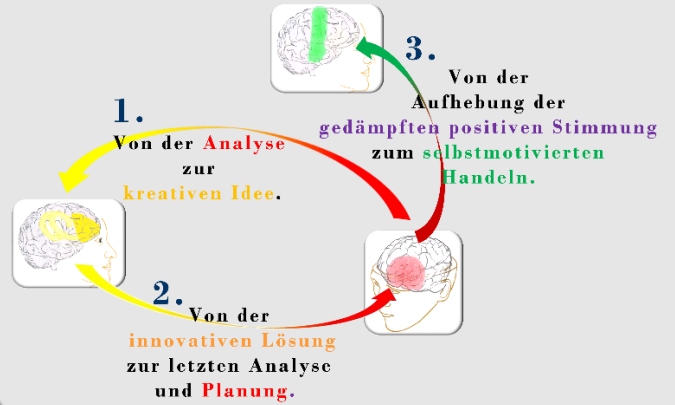 1.
Von der Analyse
zur
kreativen Idee.
2.
Von der
innovativen Lösung
zur letzten Analyse
und Planung.
3.
Von der
Aufhebung der
gedämpften positiven Stimmung
zum selbstmotivierten
Handeln.